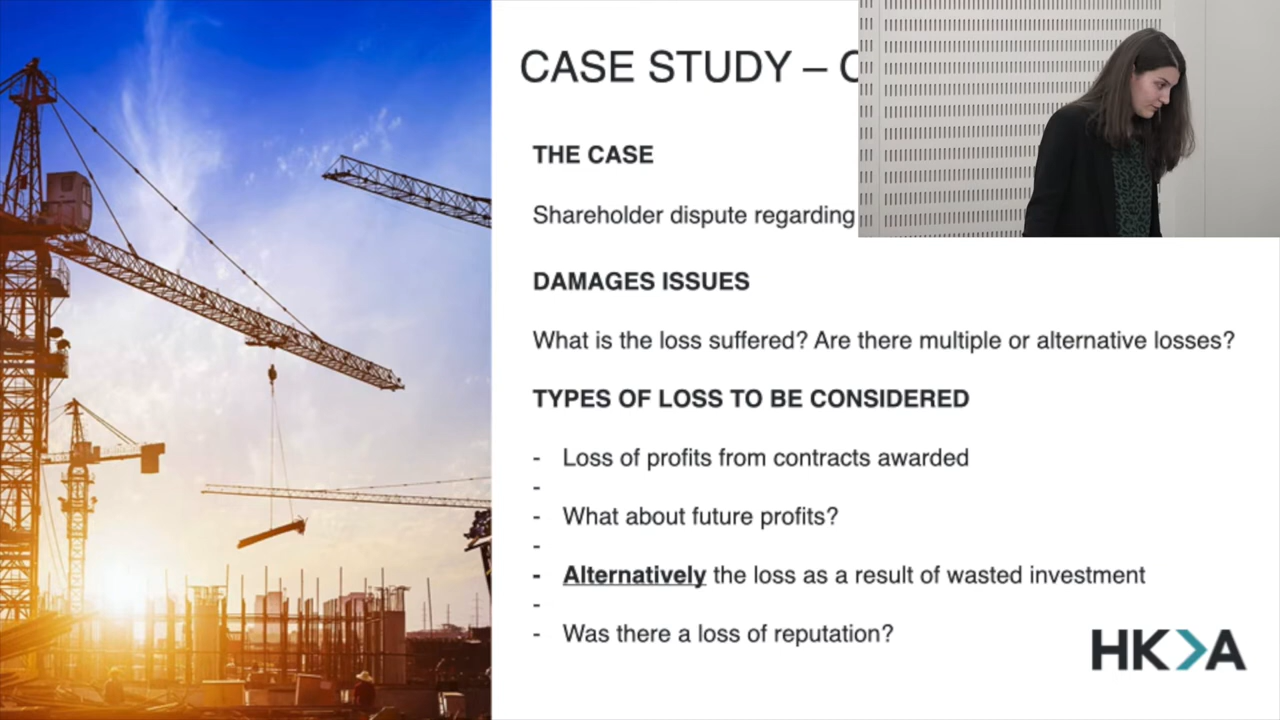 CASE STUDY – C
THE CASE
Shareholder dispute regarding
DAMAGES ISSUES
What is the loss suffered? Are there multiple or alternative losses?
TYPES OF LOSS TO BE CONSIDERED
- Loss of profits from contracts awarded
-
- What about future profits?
-
- Alternatively the loss as a result of wasted investment
-
- Was there a loss of reputation?
HKA